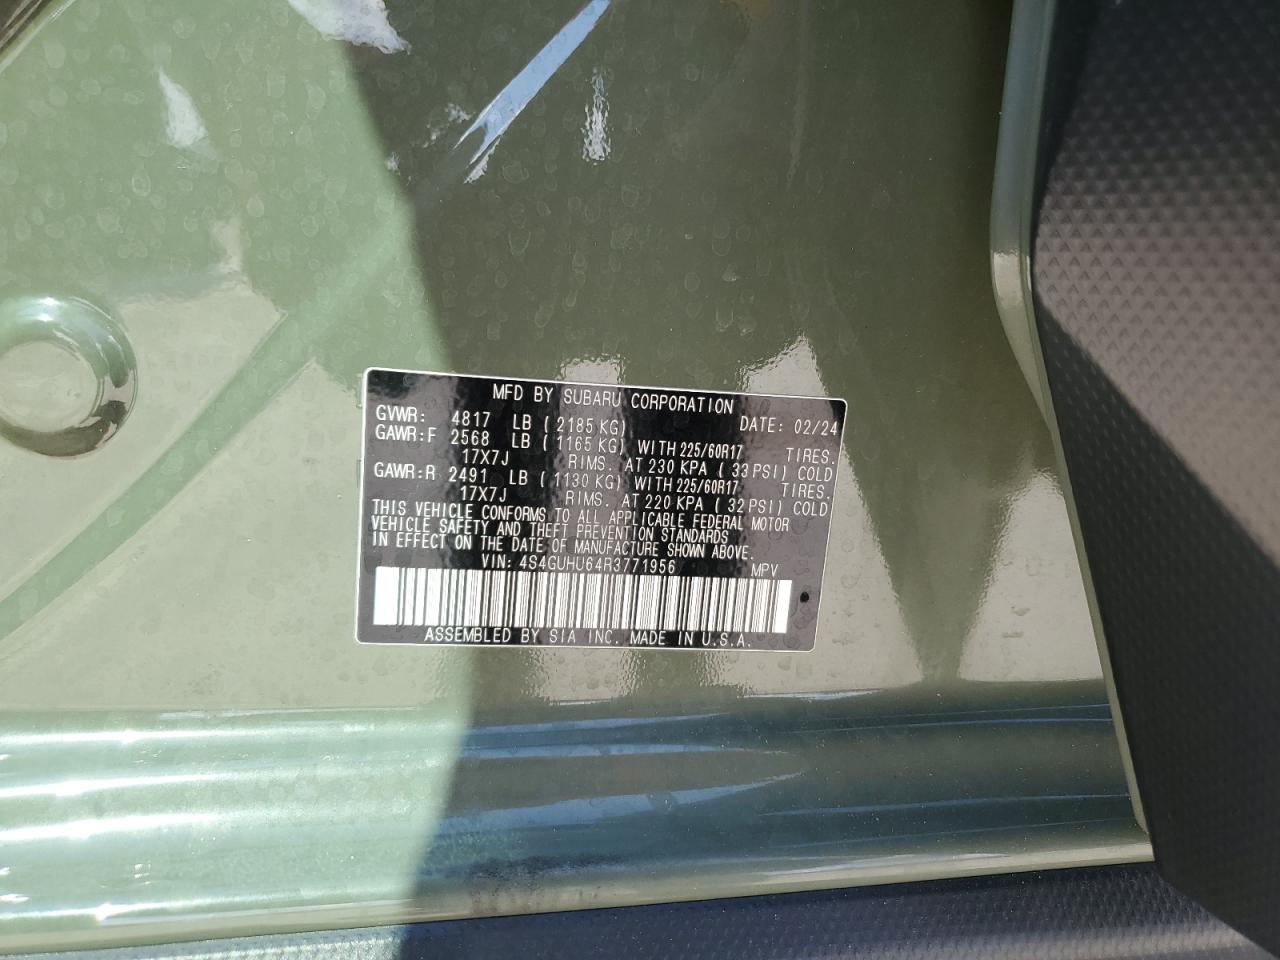 MFD BY SUBARU CORPORATION
GVWR: 4817 LB ( 2185 KG) DATE: 02/24
GAWR:F 2568 LB ( 1165 KG) WITH 225/60R17 TIRES.
17X7J RIMS. AT 230 KPA ( 33 PSI) COLD
GAWR:R 2491 LB ( 1130 KG) WITH 225/60R17 TIRES.
17X7J RIMS. AT 220 KPA ( 32 PSI) COLD
THIS VEHICLE CONFORMS TO ALL APPLICABLE FEDERAL MOTOR
VEHICLE SAFETY AND THEFT PREVENTION STANDARDS
IN EFFECT ON THE DATE OF MANUFACTURE SHOWN ABOVE.
VIN: 4S4GUHU64R3771956 MPV
ASSEMBLED BY SIA INC. MADE IN U.S.A.